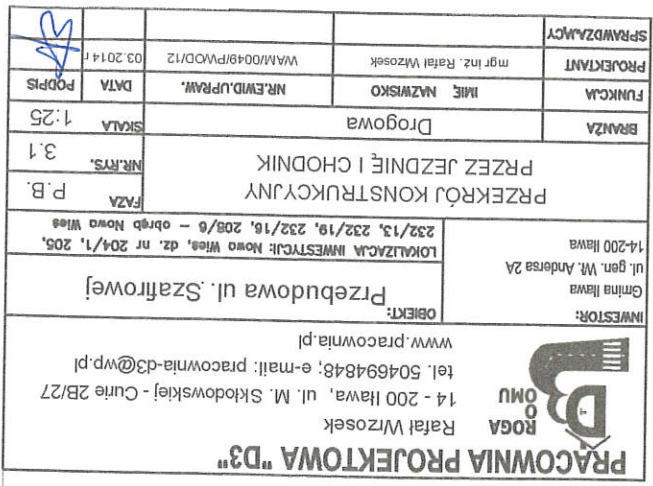 PRACOWNIA PROJEKTOWA "D3"
Rafał Wrzosek
14 - 200 Iława, ul. M. Skłodowskiej - Curie 2B/27
tel. 504694848; e-mail: pracownia-d3@wp.pl
www.pracownia.pl
D3
ROGA
O
OMU
INWESTOR:
Gmina Iława
ul. gen. Wł. Andersa 2A
14-200 Iława
OBIEKT:
Przebudowa ul. Szafirowej
LOKALIZACJA INWESTYCJI: Nowa Wieś, dz. nr 204/1, 205,
232/13, 232/19, 232/16, 208/6 – obręb Nowa Wieś
PRZEKRÓJ KONSTRUKCYJNY
PRZEZ JEZDNIĘ I CHODNIK
FAZA
P.B.
NR.RYS.
3.1
BRANŻA
Drogowa
SKALA
1:25
FUNKCJA IMIĘ NAZWISKO NR.EWID.UPRAW. DATA PODPIS
PROJEKTANT mgr inż. Rafał Wrzosek WAM/0049/PWOD/12 03.2014 r
SPRAWDZAJĄCY